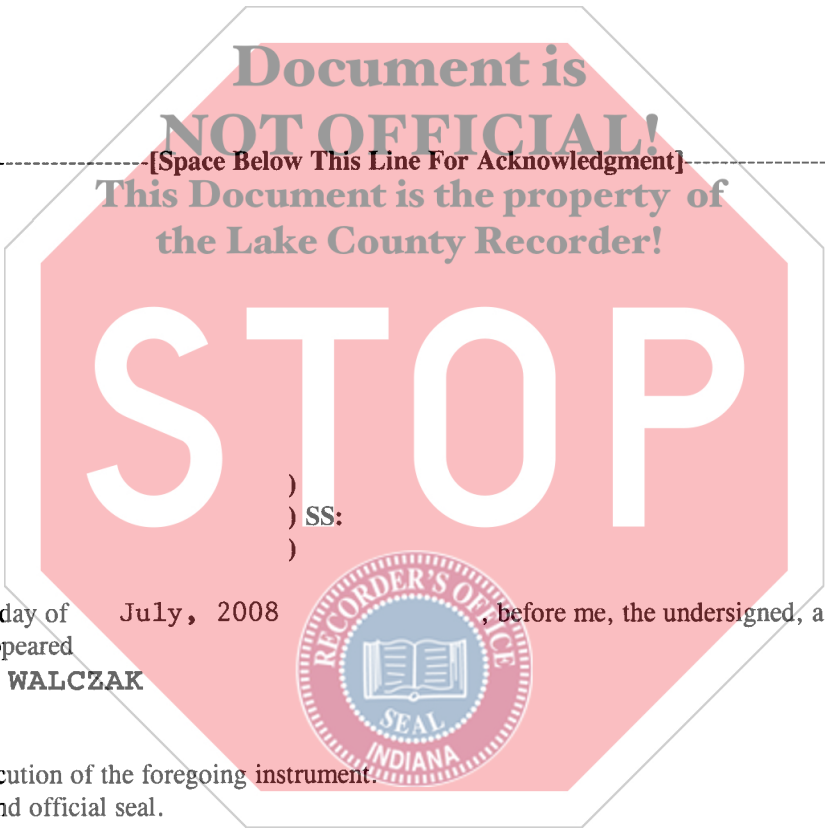 Document is
NOT OFFICIAL!
[Space Below This Line For Acknowledgment]
This Document is the property of
the Lake County Recorder!
STOP
)
) SS:
)
RECORDER'S OFFICE
SEAL
INDIANA
day of July, 2008 , before me, the undersigned, a
peared
WALCZAK
cution of the foregoing instrument.
nd official seal.